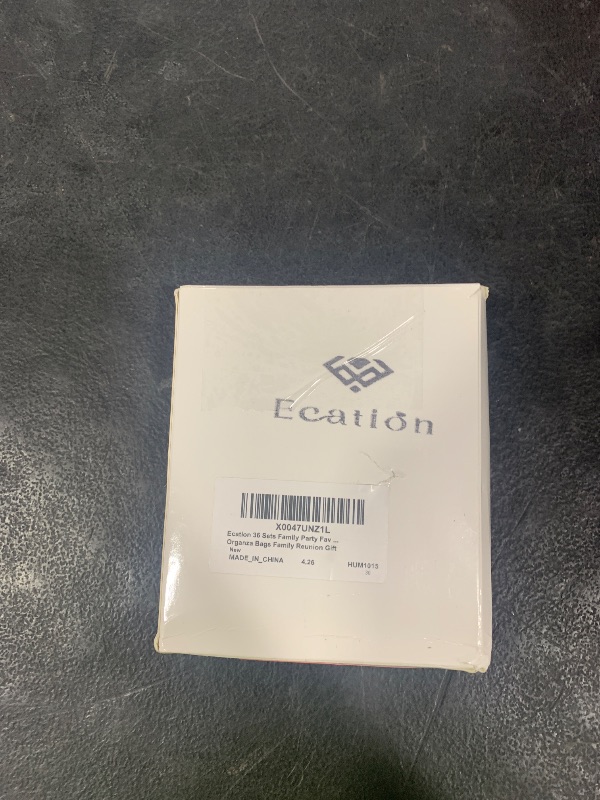 Ecation
X0047UNZ1L
Ecation 36 Sets Family Party Fav ...
Organza Bags Family Reunion Gift
New
MADE_IN_CHINA 4.26 HUM1013